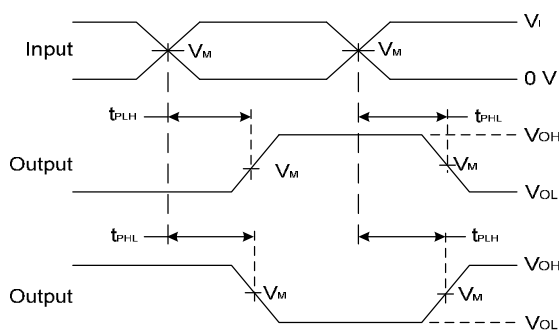 Input
VM
VM
VI
0 V
tPLH
tPHL
Output
VM
VM
VOH
VOL
tPHL
tPLH
Output
VM
VM
VOH
VOL